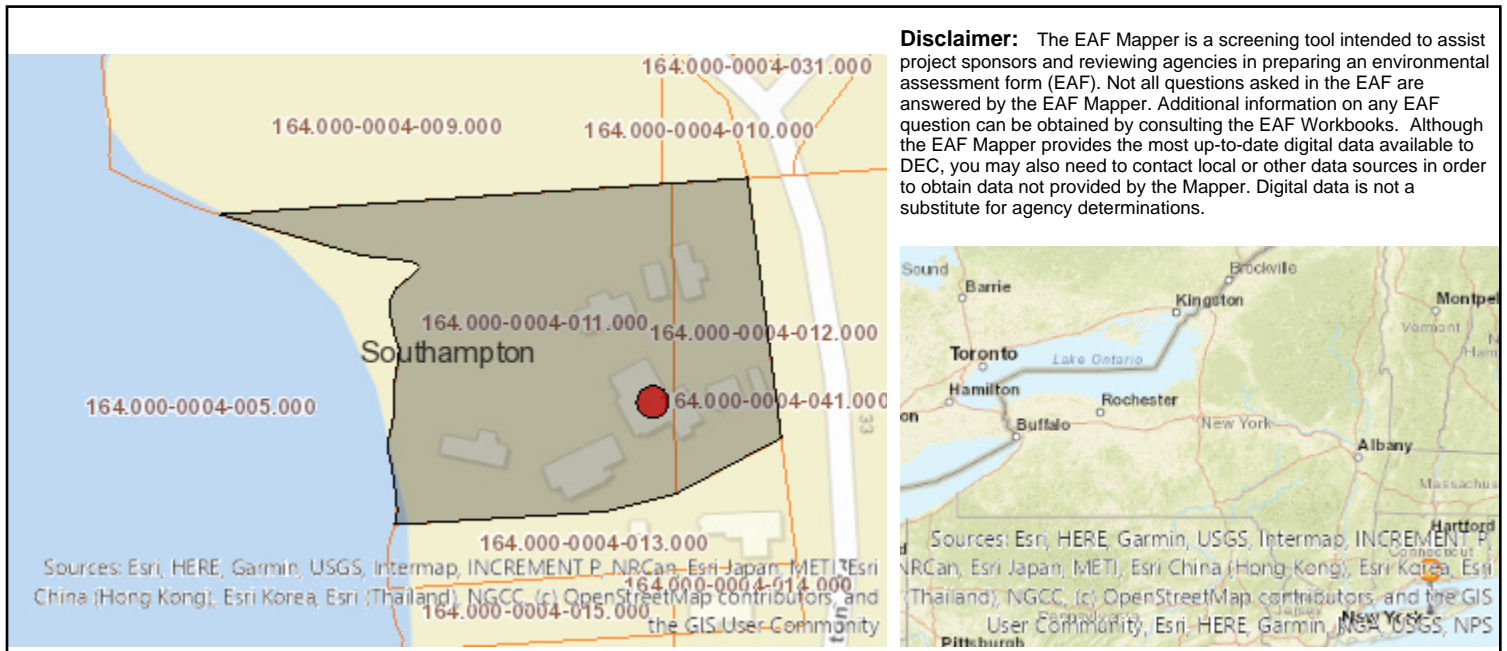 Disclaimer: The EAF Mapper is a screening tool intended to assist
project sponsors and reviewing agencies in preparing an environmental
assessment form (EAF). Not all questions asked in the EAF are
answered by the EAF Mapper. Additional information on any EAF
question can be obtained by consulting the EAF Workbooks. Although
the EAF Mapper provides the most up-to-date digital data available to
DEC, you may also need to contact local or other data sources in order
to obtain data not provided by the Mapper. Digital data is not a
substitute for agency determinations.
164.000-0004-031.000
164.000-0004-009.000
164.000-0004-010.000
164.000-0004-011.000
164.000-0004-012.000
Southampton
164.000-0004-005.000
164.000-0004-041.000
33
164.000-0004-013.000
164.000-0004-014.000
164.000-0004-015.000
Sources: Esri, HERE, Garmin, USGS, Intermap, INCREMENT P, NRCan, Esri Japan, METI, Esri
China (Hong Kong), Esri Korea, Esri (Thailand), NGCC, (c) OpenStreetMap contributors, and
the GIS User Community
Sound
Barrie
Brockville
Kingston
Montpel
Vermont
Toronto
Lake Ontario
Hamilton
Rochester
Buffalo
New York
Albany
Massachus
Hartford
Connecticut
Sources: Esri, HERE, Garmin, USGS, Intermap, INCREMENT P,
NRCan, Esri Japan, METI, Esri China (Hong Kong), Esri Korea, Esri
(Thailand), NGCC, (c) OpenStreetMap contributors, and the GIS
User Community, Esri, HERE, Garmin, NGA, USGS, NPS
Pennsylvania
New York
Pittsburgh